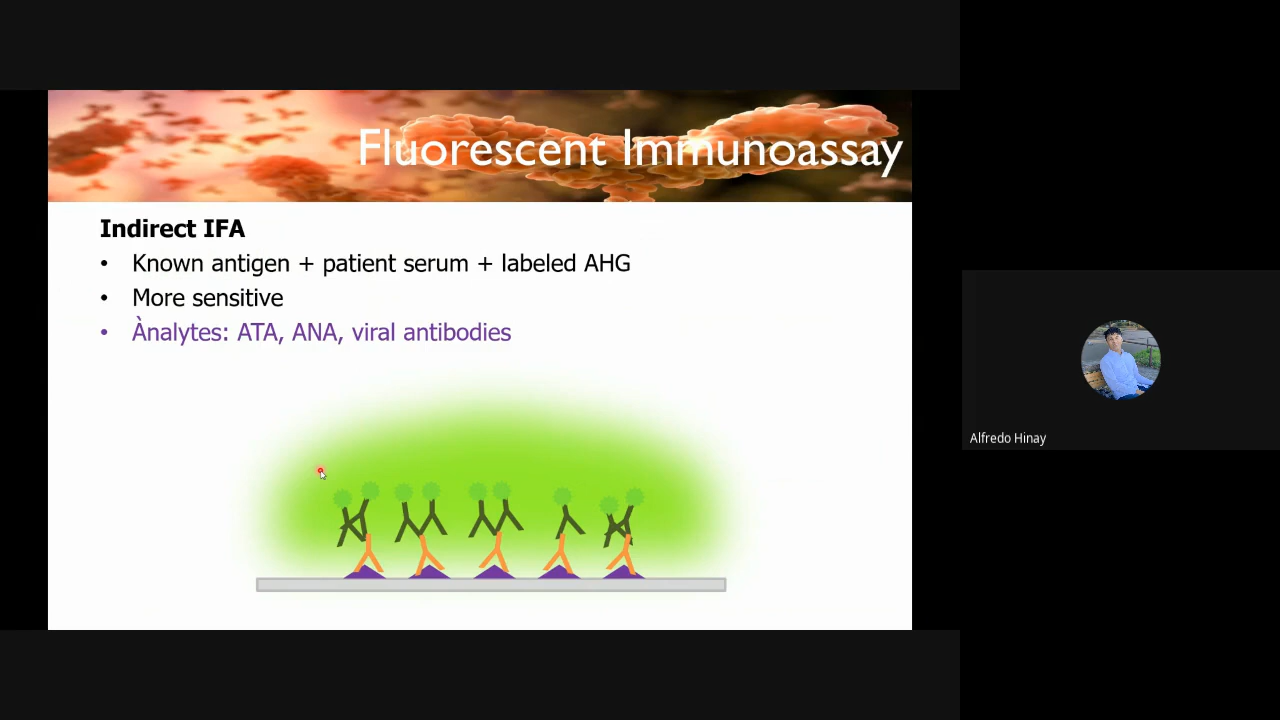 Fluorescent Immunoassay
Indirect IFA
• Known antigen + patient serum + labeled AHG
• More sensitive
• Ànalytes: ATA, ANA, viral antibodies
Alfredo Hinay